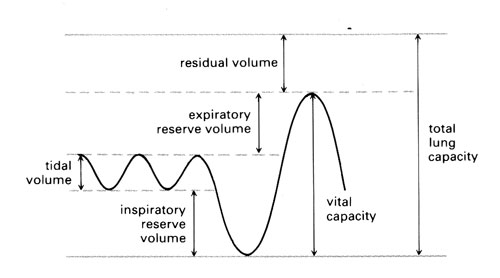 residual volume
expiratory
reserve volume
total
lung
capacity
tidal
volume
inspiratory
reserve
volume
vital
capacity